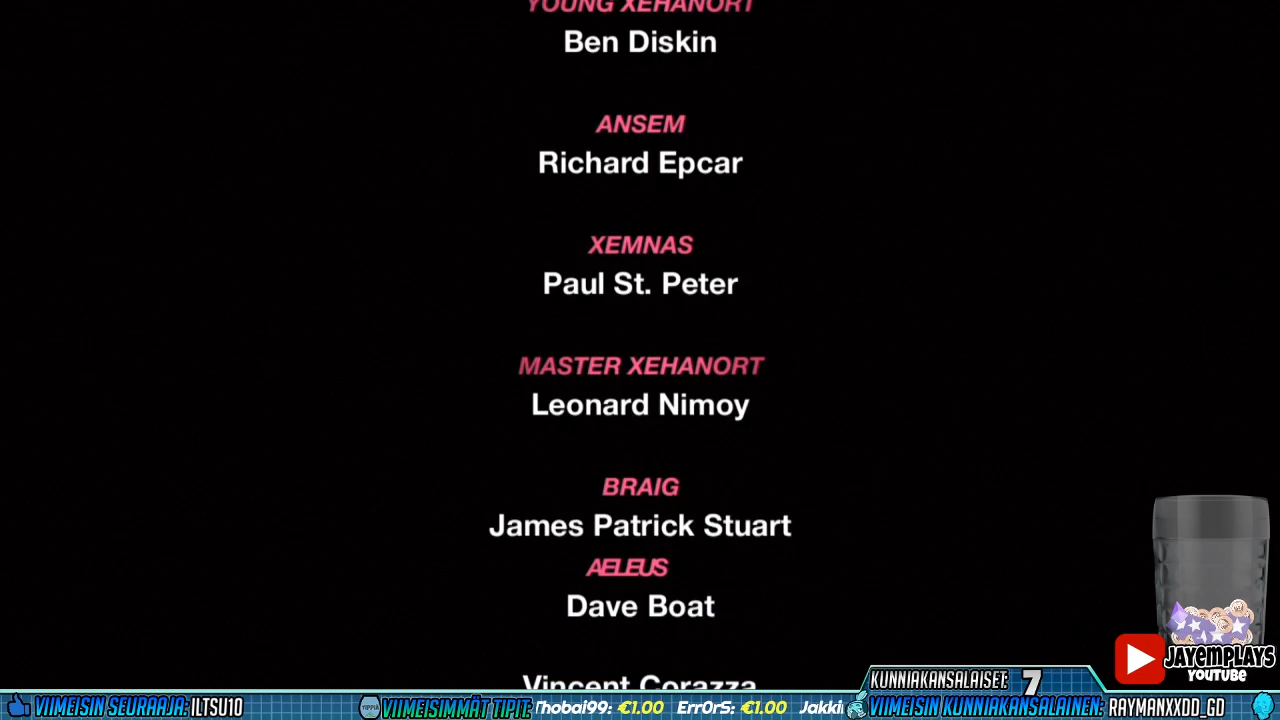 YOUNG XEHANORT
Ben Diskin
ANSEM
Richard Epcar
XEMNAS
Paul St. Peter
MASTER XEHANORT
Leonard Nimoy
BRAIG
James Patrick Stuart
AELEUS
Dave Boat
Vincent Corazza
JAYEMPLAYS
YOUTUBE
KUNNIAKANSALAISET: 7
VIIMEISIN SEURAAJA: ILTSU10
VIIMEISIMMÄT TIPIT: Thobai99: €1.00 Err0rS: €1.00 Jakki
VIIMEISIN KUNNIAKANSALAINEN: RAYMANXXDD_GD